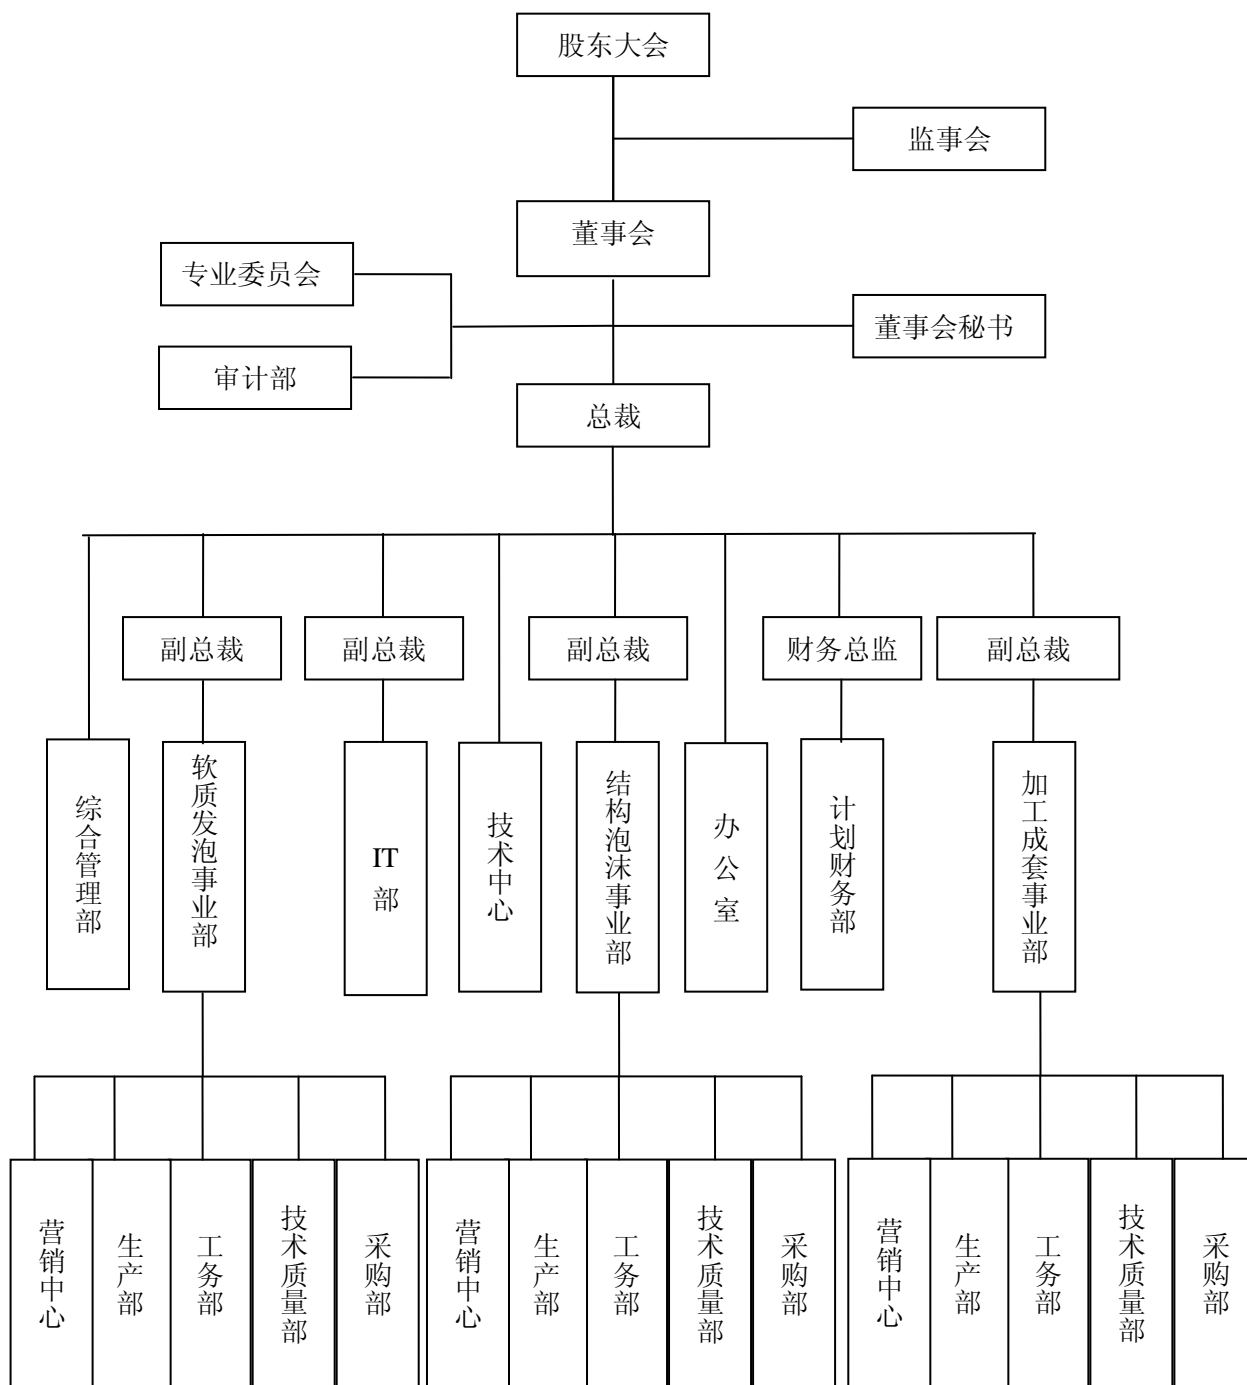 股东大会
监事会
董事会
专业委员会
董事会秘书
审计部
总裁
副总裁
副总裁
副总裁
财务总监
副总裁
综合管理部
软质发泡事业部
IT
部
技术中心
结构泡沫事业部
办公室
计划财务部
加工成套事业部
营销中心
生产部
工务部
技术质量部
采购部
营销中心
生产部
工务部
技术质量部
采购部
营销中心
生产部
工务部
技术质量部
采购部